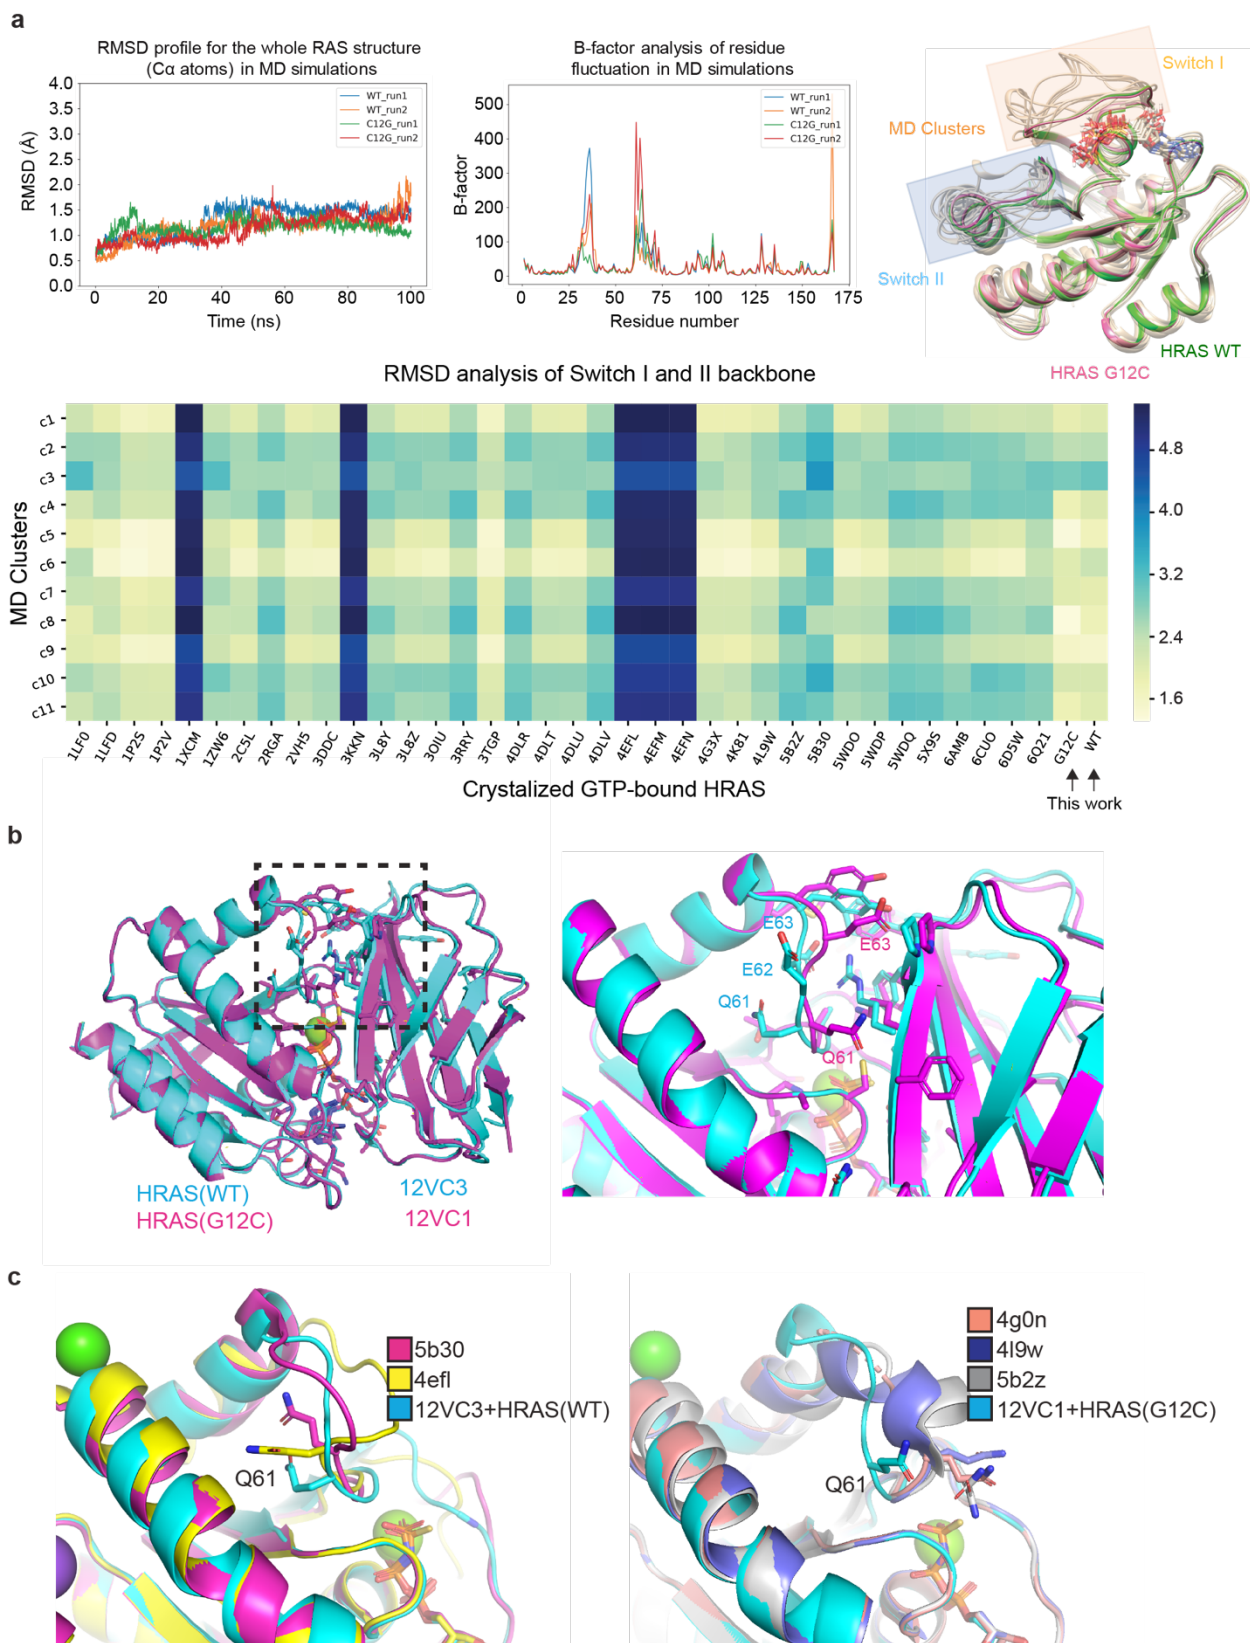 a
RMSD profile for the whole RAS structure
(Cα atoms) in MD simulations
4.0
3.5
3.0
2.5
2.0
1.5
1.0
0.5
0.0
RMSD (Å)
WT_run1
WT_run2
C12G_run1
C12G_run2
0 20 40 60 80 100
Time (ns)
B-factor analysis of residue
fluctuation in MD simulations
500
400
300
200
100
0
B-factor
WT_run1
WT_run2
C12G_run1
C12G_run2
0 25 50 75 100 125 150 175
Residue number
Switch I
MD Clusters
Switch II
HRAS WT
HRAS G12C
RMSD analysis of Switch I and II backbone
MD Clusters
c1
c2
c3
c4
c5
c6
c7
c8
c9
c10
c11
4.8
4.0
3.2
2.4
1.6
1LF0 1LFD 1P2S 1P2V 1XCM 1ZW6 2C5L 2RGA 2VH5 3DDC 3KKN 3L8Y 3L8Z 3OIU 3RRY 3TGP 4DLR 4DLT 4DLU 4DLV 4EFL 4EFM 4EFN 4G3X 4K81 4L9W 5B2Z 5B30 5WDO 5WDP 5WDQ 5X9S 6AMB 6CUO 6D5W 6Q21 G12C WT
Crystalized GTP-bound HRAS
This work
b
HRAS(WT) 12VC3
HRAS(G12C) 12VC1
E63
E63
E62
Q61
Q61
c
5b30
4efl
12VC3+HRAS(WT)
Q61
4g0n
4l9w
5b2z
12VC1+HRAS(G12C)
Q61